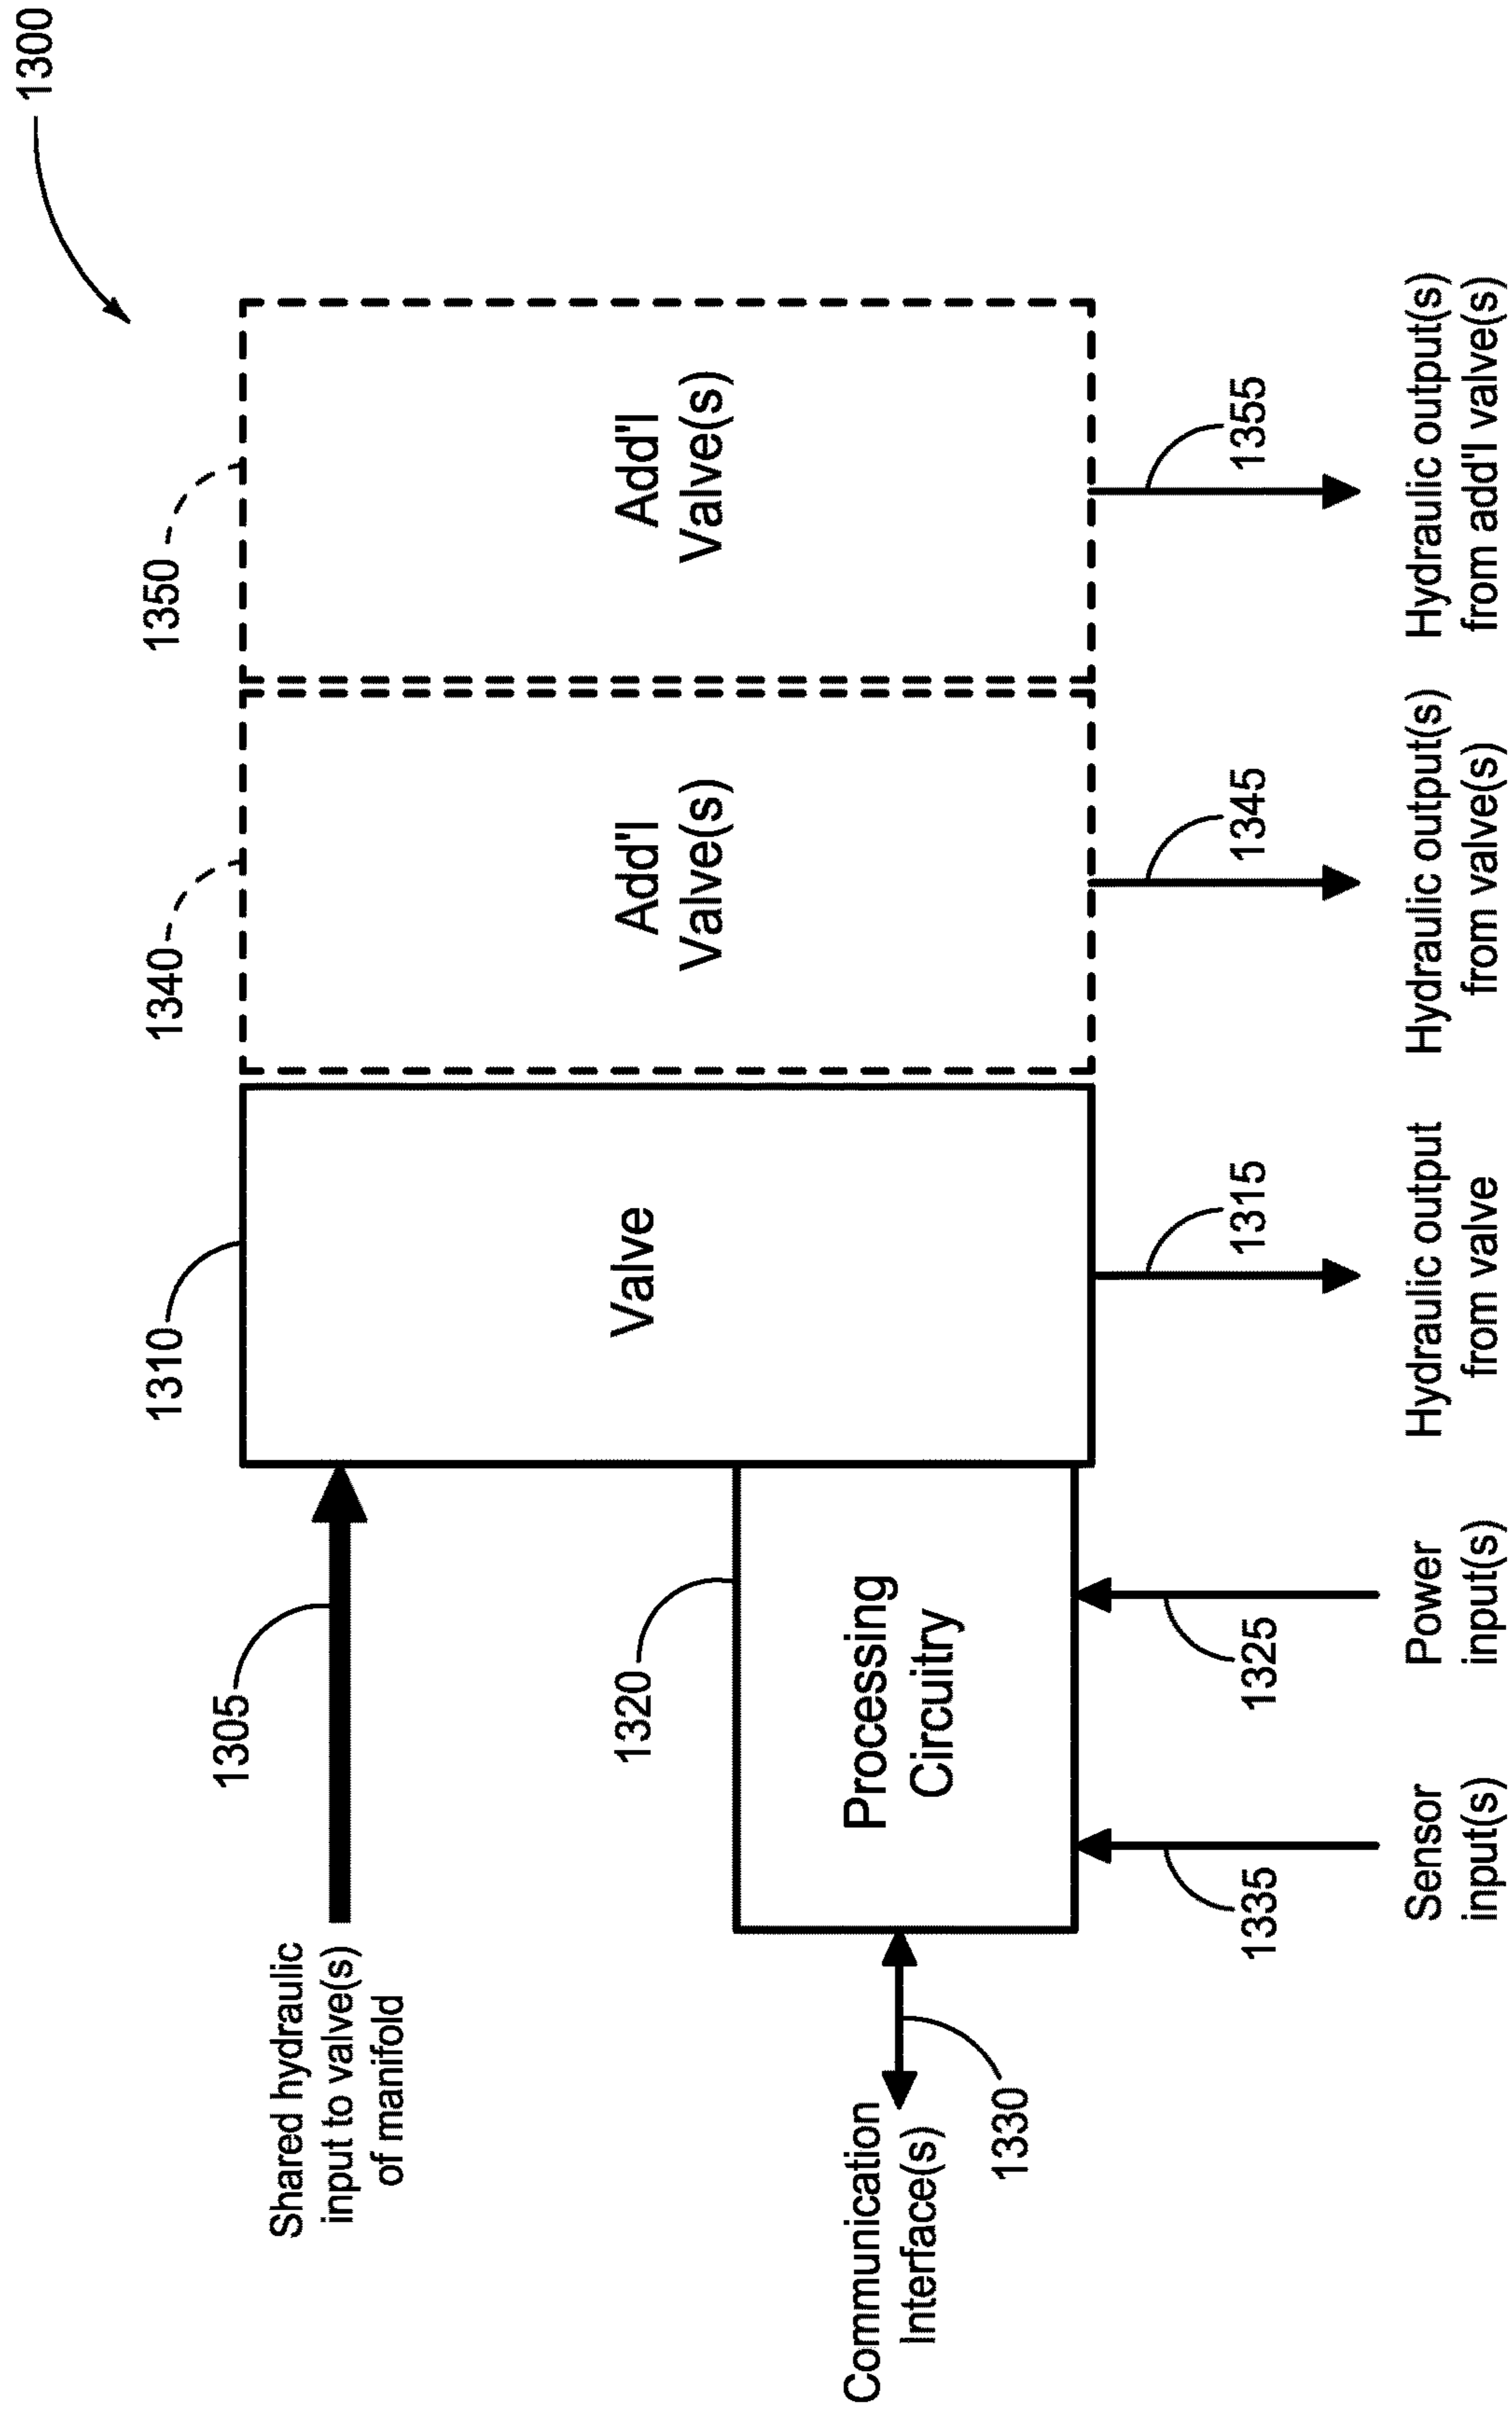 1300
1350
1340
1310
1305
Shared hydraulic
input to valve(s)
of manifold
Valve
Add'l
Valve(s)
Add'l
Valve(s)
1320
Processing
Circuitry
Communication
Interface(s)
1330
1335
1325
1315
1345
1355
Sensor
input(s)
Power
input(s)
Hydraulic output
from valve
Hydraulic output(s)
from valve(s)
Hydraulic output(s)
from add'l valve(s)